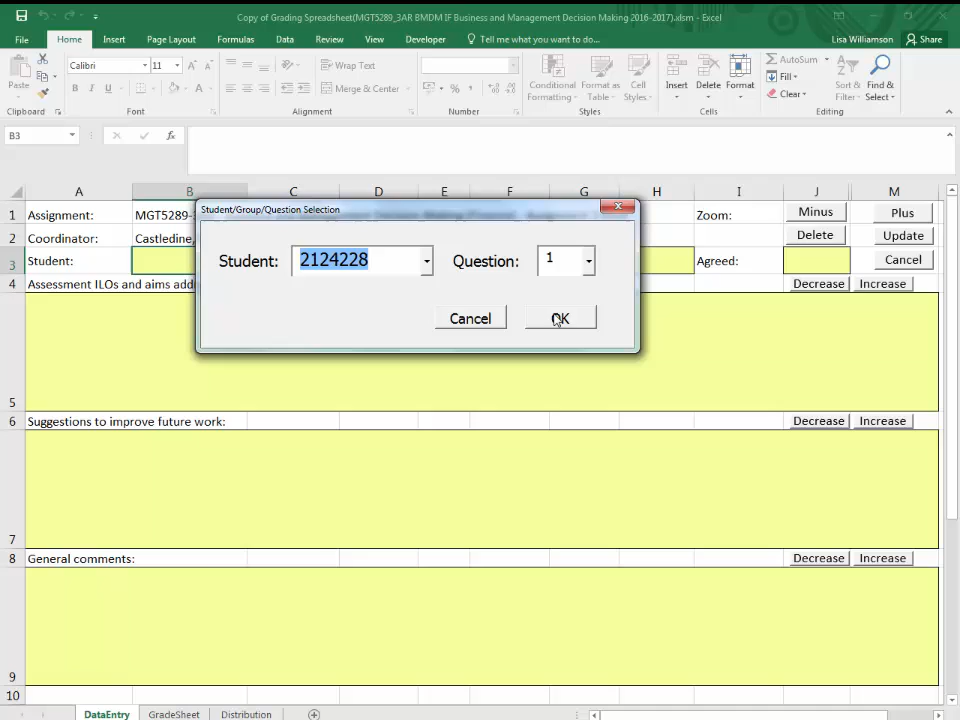 Copy of Grading Spreadsheet(MGT5289_3AR 8MDM IF Business and Management Decision Making 2016-2017).xlsm - Excel
File Home Insert Page Layout Formulas Data Review View Developer Tell me what you want to do... Lisa Williamson Share
Calibri 11 Wrap Text AutoSum
Paste Conditional Formatting Format as Table Cell Styles Insert Delete Format Fill Sort & Filter Find & Select
B I U Merge & Center % Clear
Clipboard Font Alignment Number Styles Cells Editing
B3 fx
A B C D E F G H I J M
1 Assignment: MGT5289- Zoom: Minus Plus
2 Coordinator: Castledine, Delete Update
3 Student: Agreed: Cancel
Student/Group/Question Selection
Student: 2124228 Question: 1
Cancel OK
4 Assessment ILOs and aims add Decrease Increase
5
6 Suggestions to improve future work: Decrease Increase
7
8 General comments: Decrease Increase
9
10
DataEntry GradeSheet Distribution